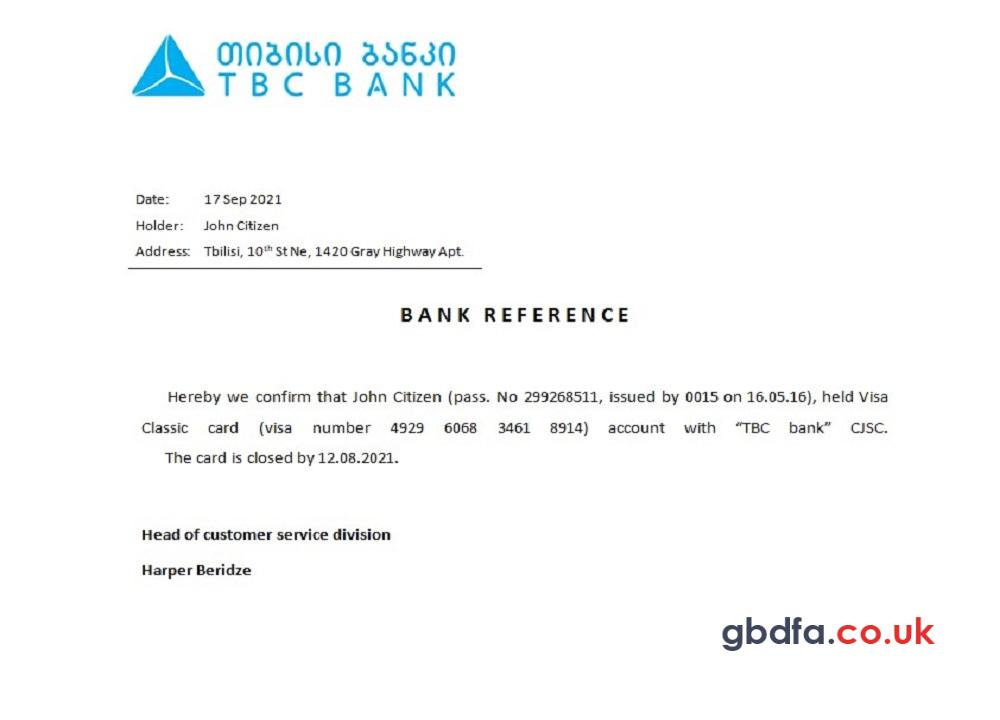 თიბისი ბანკი
TBC BANK
Date: 17 Sep 2021
Holder: John Citizen
Address: Tbilisi, 10th St Ne, 1420 Gray Highway Apt.
BANK REFERENCE
Hereby we confirm that John Citizen (pass. No 299268511, issued by 0015 on 16.05.16), held Visa
Classic card (visa number 4929 6068 3461 8914) account with “TBC bank” CJSC.
The card is closed by 12.08.2021.
Head of customer service division
Harper Beridze
gbdfa.co.uk